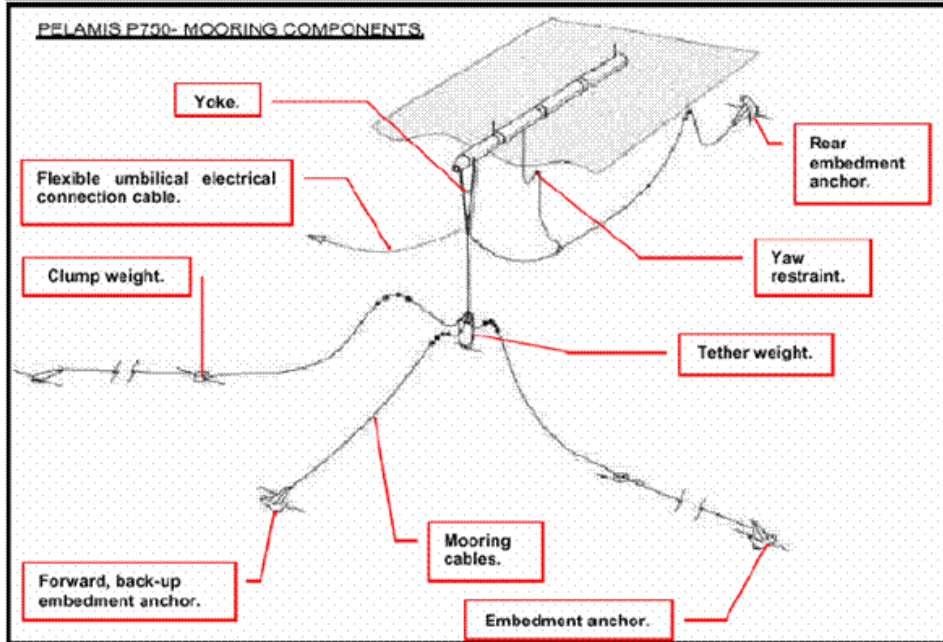 PELAMIS P750- MOORING COMPONENTS
Yoke.
Rear
embedment
anchor.
Flexible umbilical electrical
connection cable.
Clump weight.
Yaw
restraint.
Tether weight.
Mooring
cables.
Forward, back-up
embedment anchor.
Embedment anchor.